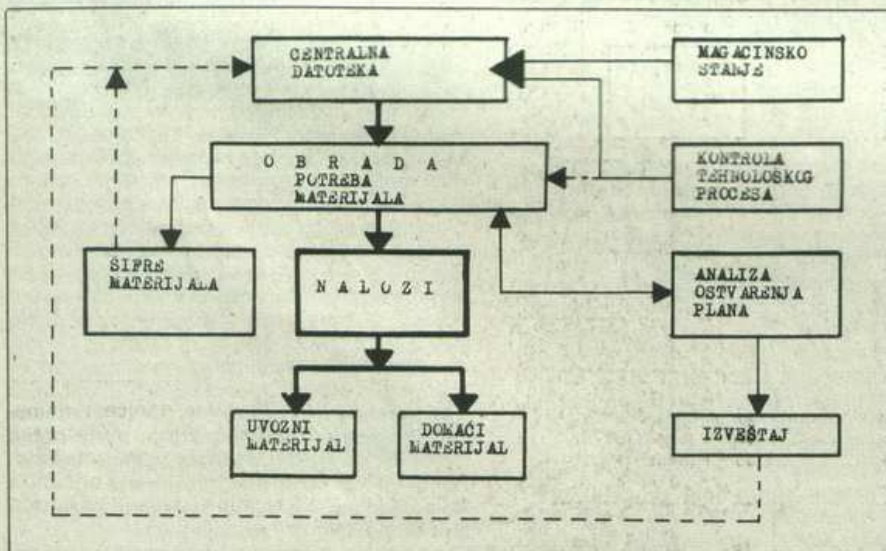 CENTRALNA
DATOTEKA
MAGACINSKO
STANJE
O B R A D A
POTREBA
MATERIJALA
KONTROLA
TEHNOLOŠKOG
PROCESA
ŠIFRE
MATERIJALA
N A L O Z I
ANALIZA
OSTVARENJA
PLANA
UVOZNI
MATERIJAL
DOMAĆI
MATERIJAL
IZVEŠTAJ